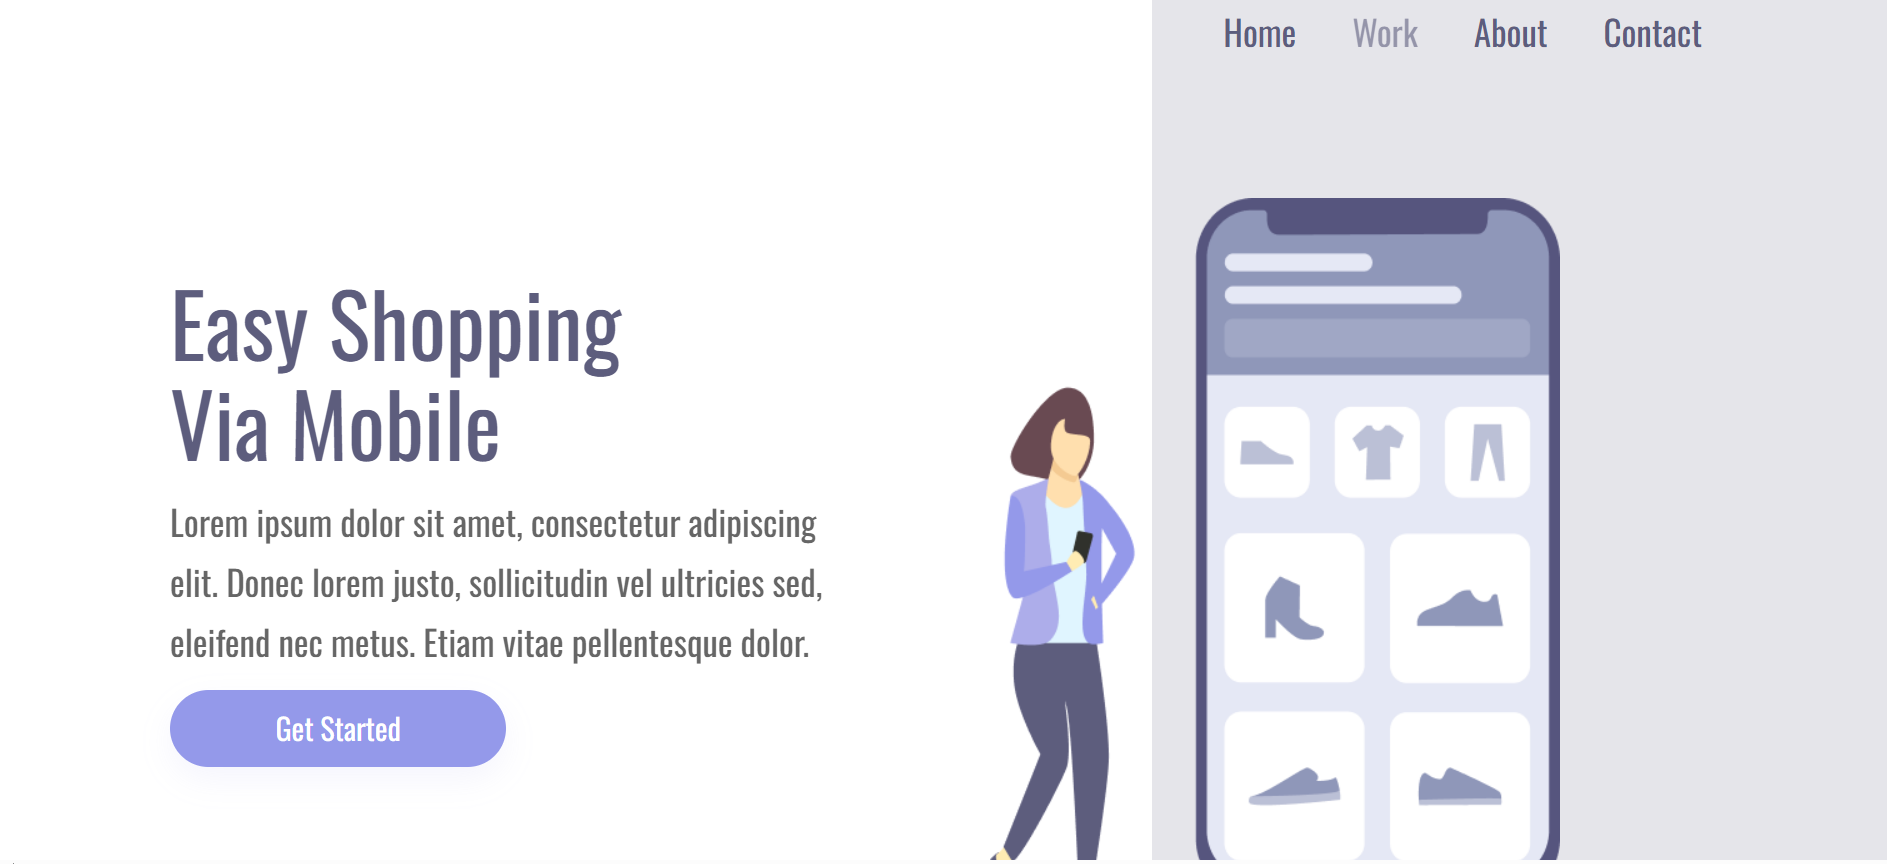 Home Work About Contact
Easy Shopping
Via Mobile
Lorem ipsum dolor sit amet, consectetur adipiscing
elit. Donec lorem justo, sollicitudin vel ultricies sed,
eleifend nec metus. Etiam vitae pellentesque dolor.
Get Started